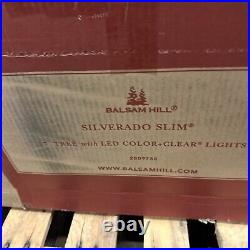 BALSAM HILL®
SILVERADO SLIM®
TREE with LED COLOR+CLEAR® LIGHTS
WWW.BALSAMHILL.COM